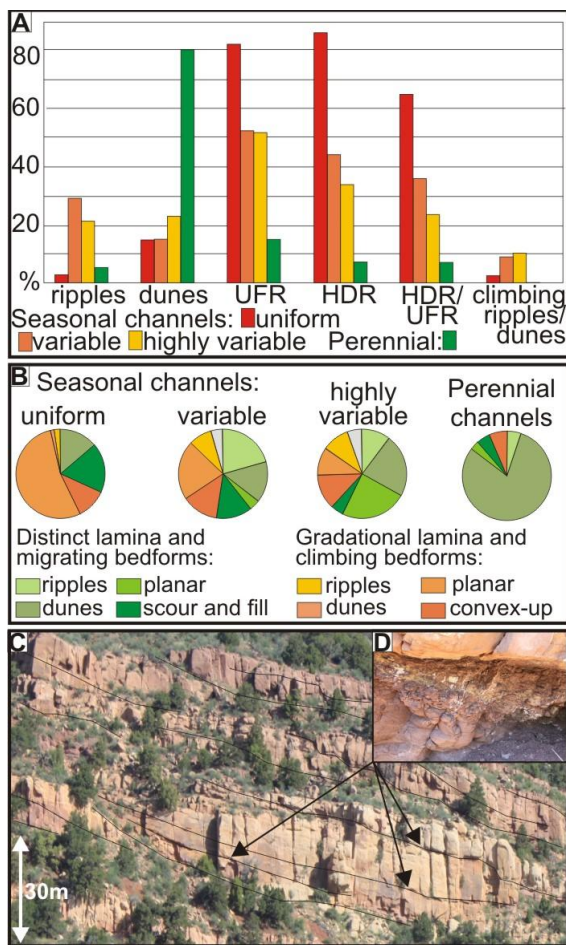 A
80
60
40
20
%
ripples dunes UFR HDR HDR/ climbing
UFR ripples/
dunes
Seasonal channels: uniform
variable highly variable Perennial:
B Seasonal channels:
uniform variable highly variable Perennial channels
Distinct lamina and
migrating bedforms:
ripples planar
dunes scour and fill
Gradational lamina and
climbing bedforms:
ripples planar
dunes convex-up
C
D
30m